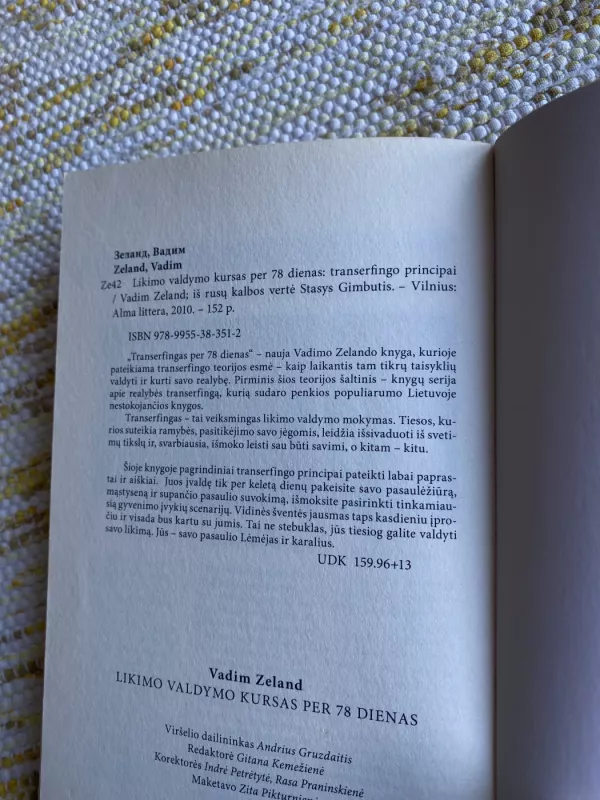 Зеланд, Вадим
Zeland, Vadim
Ze42 Likimo valdymo kursas per 78 dienas: transerfingo principai
/ Vadim Zeland; iš rusų kalbos vertė Stasys Gimbutis. – Vilnius:
Alma littera, 2010. – 152 p.
ISBN 978-9955-38-351-2
„Transerfingas per 78 dienas“ – nauja Vadimo Zelando knyga, kurioje
pateikiama transerfingo teorijos esmė – kaip laikantis tam tikrų taisyklių
valdyti ir kurti savo realybę. Pirminis šios teorijos šaltinis – knygų serija
apie realybės transerfingą, kurią sudaro penkios populiarumo Lietuvoje
nestokojančios knygos.
Transerfingas – tai veiksmingas likimo valdymo mokymas. Tiesos, ku-
rios suteikia ramybės, pasitikėjimo savo jėgomis, leidžia išsivaduoti iš sveti-
mų tikslų ir, svarbiausia, išmoko leisti sau būti savimi, o kitam – kitu.
Šioje knygoje pagrindiniai transerfingo principai pateikti labai papras-
tai ir aiškiai. Juos įvaldę tik per keletą dienų pakeisite savo pasaulėžiūrą,
mąstyseną ir supančio pasaulio suvokimą, išmoksite pasirinkti tinkamiau-
sią gyvenimo įvykių scenarijų. Vidinės šventės jausmas taps kasdieniu įpro-
čiu ir visada bus kartu su jumis. Tai ne stebuklas, jūs tiesiog galite valdyti
savo likimą. Jūs – savo pasaulio Lėmėjas ir karalius.
UDK 159.96+13
Vadim Zeland
LIKIMO VALDYMO KURSAS PER 78 DIENAS
Viršelio dailininkas Andrius Gruzdaitis
Redaktorė Gitana Kemežienė
Korektorės Indrė Petrėtytė, Rasa Praninskienė
Maketavo Zita